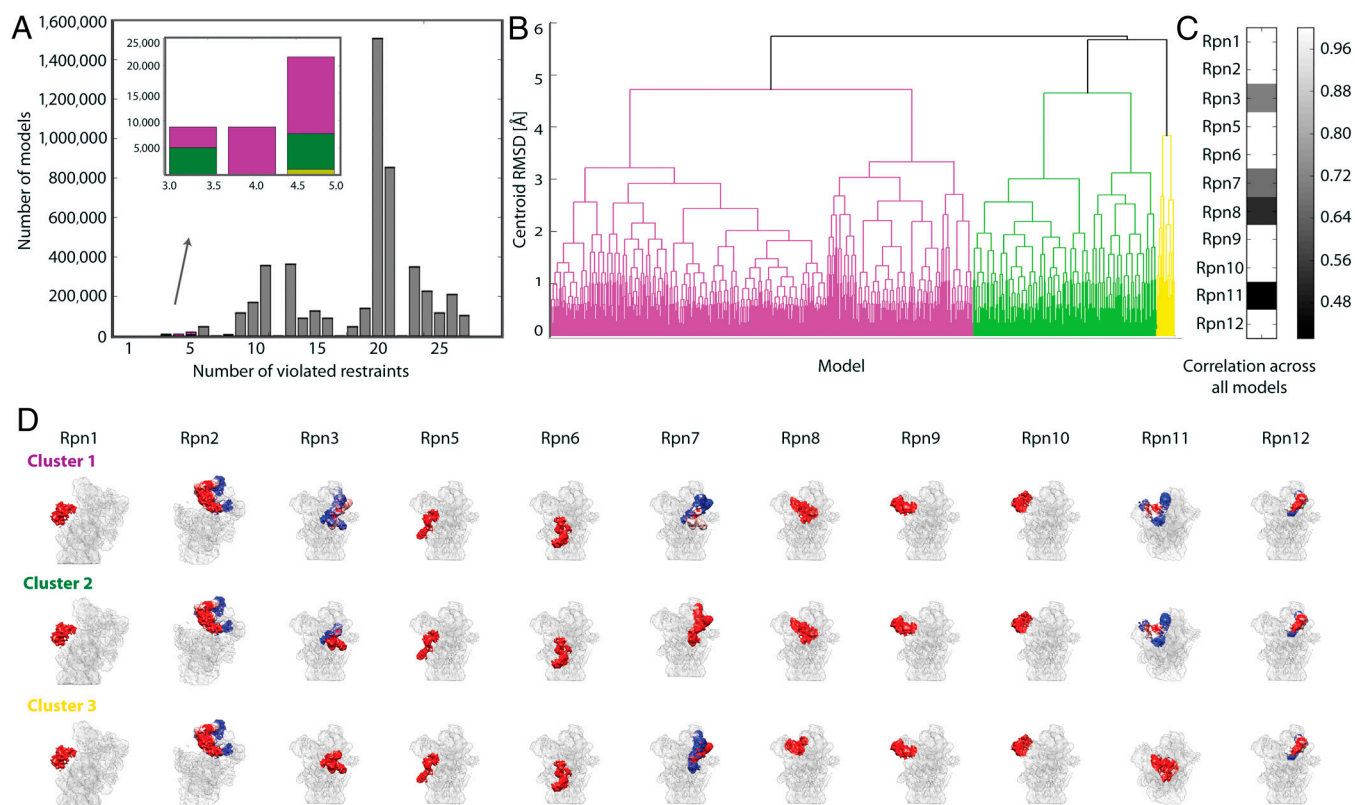 A
Number of models
1,600,000
1,400,000
1,200,000
1,000,000
800,000
600,000
400,000
200,000
0
25,000
20,000
15,000
10,000
5,000
3.0 3.5 4.0 4.5 5.0
1 5 10 15 20 25
Number of violated restraints
B
Centroid RMSD [Å]
6
5
4
3
2
1
0
Model
C
Rpn1
Rpn2
Rpn3
Rpn5
Rpn6
Rpn7
Rpn8
Rpn9
Rpn10
Rpn11
Rpn12
0.96
0.88
0.80
0.72
0.64
0.56
0.48
Correlation across
all models
D
Rpn1 Rpn2 Rpn3 Rpn5 Rpn6 Rpn7 Rpn8 Rpn9 Rpn10 Rpn11 Rpn12
Cluster 1
Cluster 2
Cluster 3